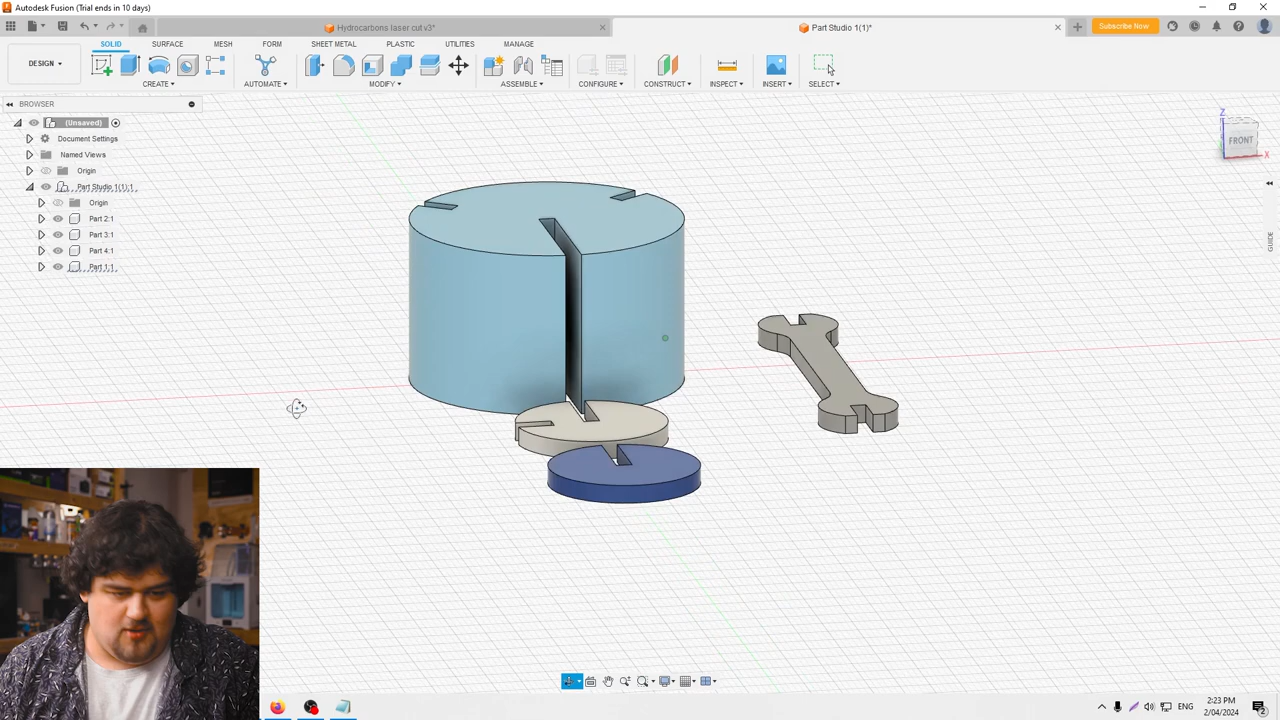 Autodesk Fusion (Trial ends in 10 days)
Hydrocarbons laser cut v3*
Part Studio 1(1)*
Subscribe Now
SOLID
SURFACE
MESH
FORM
SHEET METAL
PLASTIC
UTILITIES
MANAGE
DESIGN
CREATE
AUTOMATE
MODIFY
ASSEMBLE
CONFIGURE
CONSTRUCT
INSPECT
INSERT
SELECT
BROWSER
(Unsaved)
Document Settings
Named Views
Origin
Part Studio 1(1):1
Origin
Part 2:1
Part 3:1
Part 4:1
Part 1:1
Z
FRONT
X
GUIDE
ENG
2:23 PM
2/04/2024
2